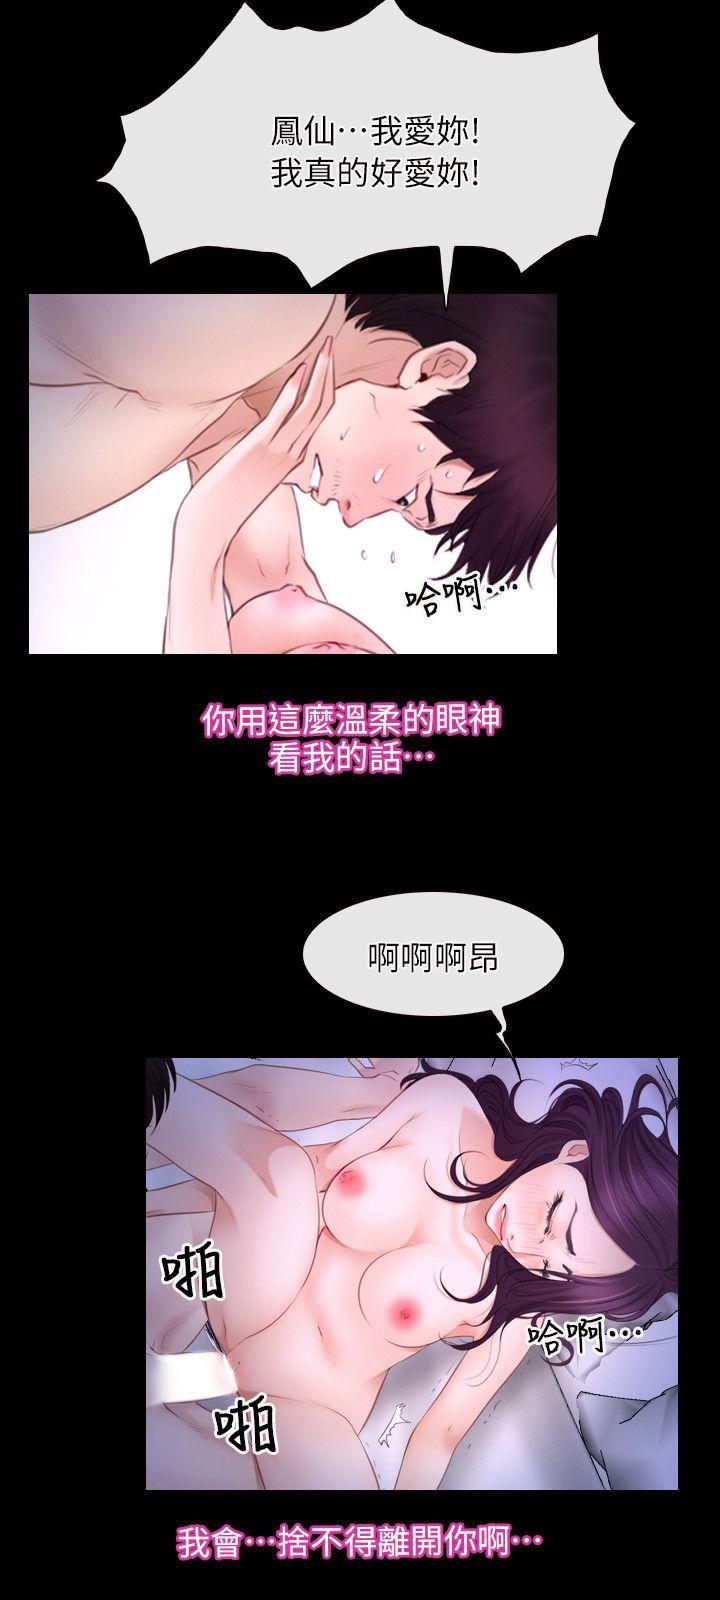 鳳仙…我愛妳!
我真的好愛妳!
哈啊…
你用這麼溫柔的眼神
看我的話…
啊啊啊昂
啪
哈啊…
啪
我會…捨不得離開你啊…